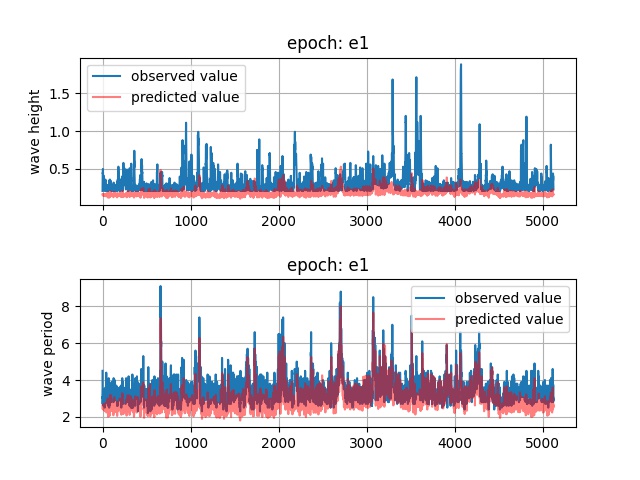 epoch: e1
wave height
observed value
predicted value
1.5
1.0
0.5
0 1000 2000 3000 4000 5000
epoch: e1
wave period
observed value
predicted value
8
6
4
2
0 1000 2000 3000 4000 5000